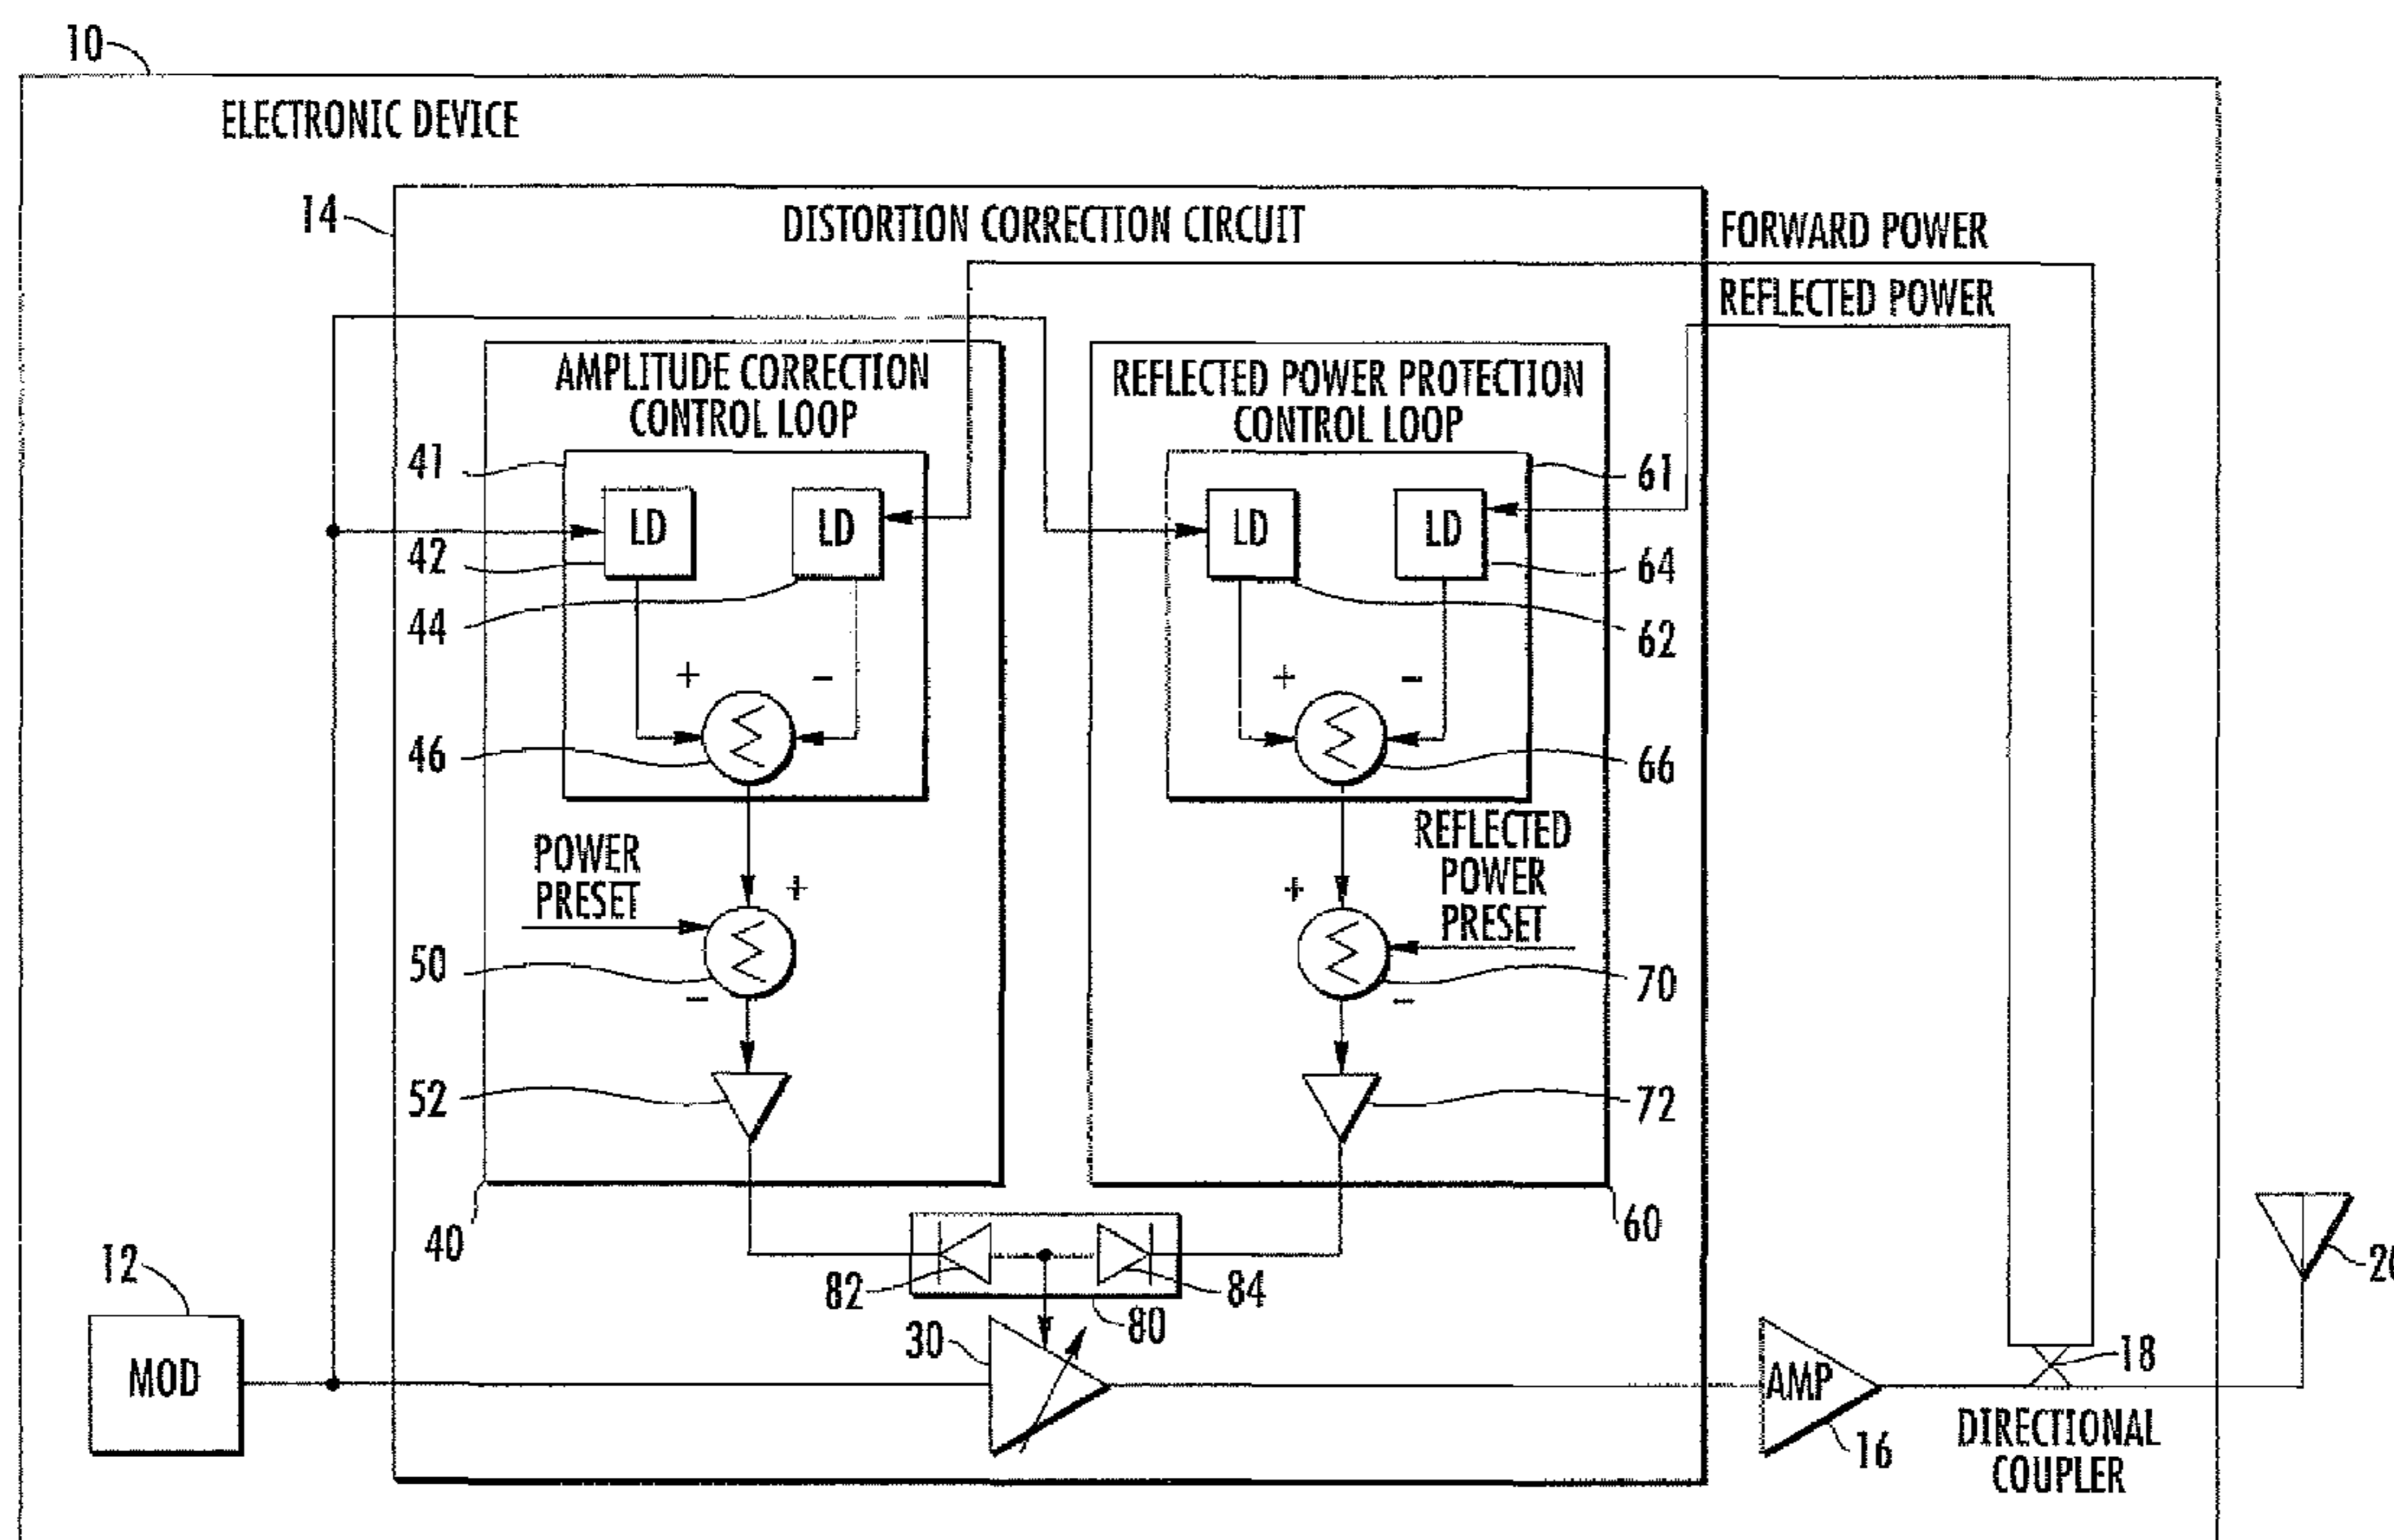 10
ELECTRONIC DEVICE
14
DISTORTION CORRECTION CIRCUIT
FORWARD POWER
REFLECTED POWER
AMPLITUDE CORRECTION
CONTROL LOOP
REFLECTED POWER PROTECTION
CONTROL LOOP
41
61
LD
LD
LD
LD
42
64
44
62
+
-
+
-
46
66
POWER
PRESET
+
REFLECTED
POWER
PRESET
+
50
-
70
-
52
72
40
60
82
84
80
12
MOD
30
AMP
16
18
DIRECTIONAL
COUPLER